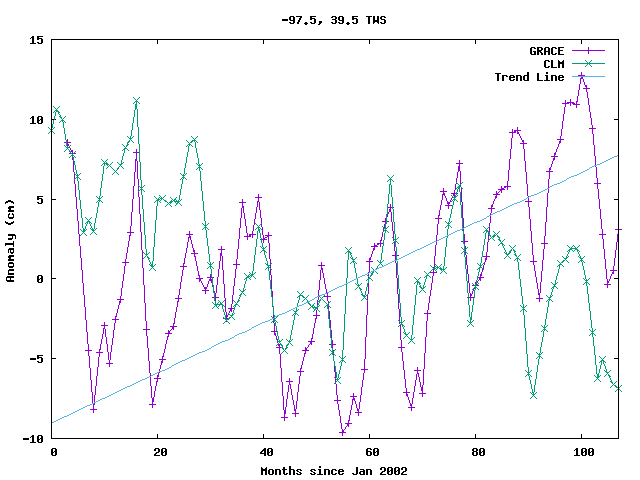 -97.5, 39.5 TWS
GRACE
CLM
Trend Line
15
10
5
0
-5
-10
Anomaly (cm)
0 20 40 60 80 100
Months since Jan 2002